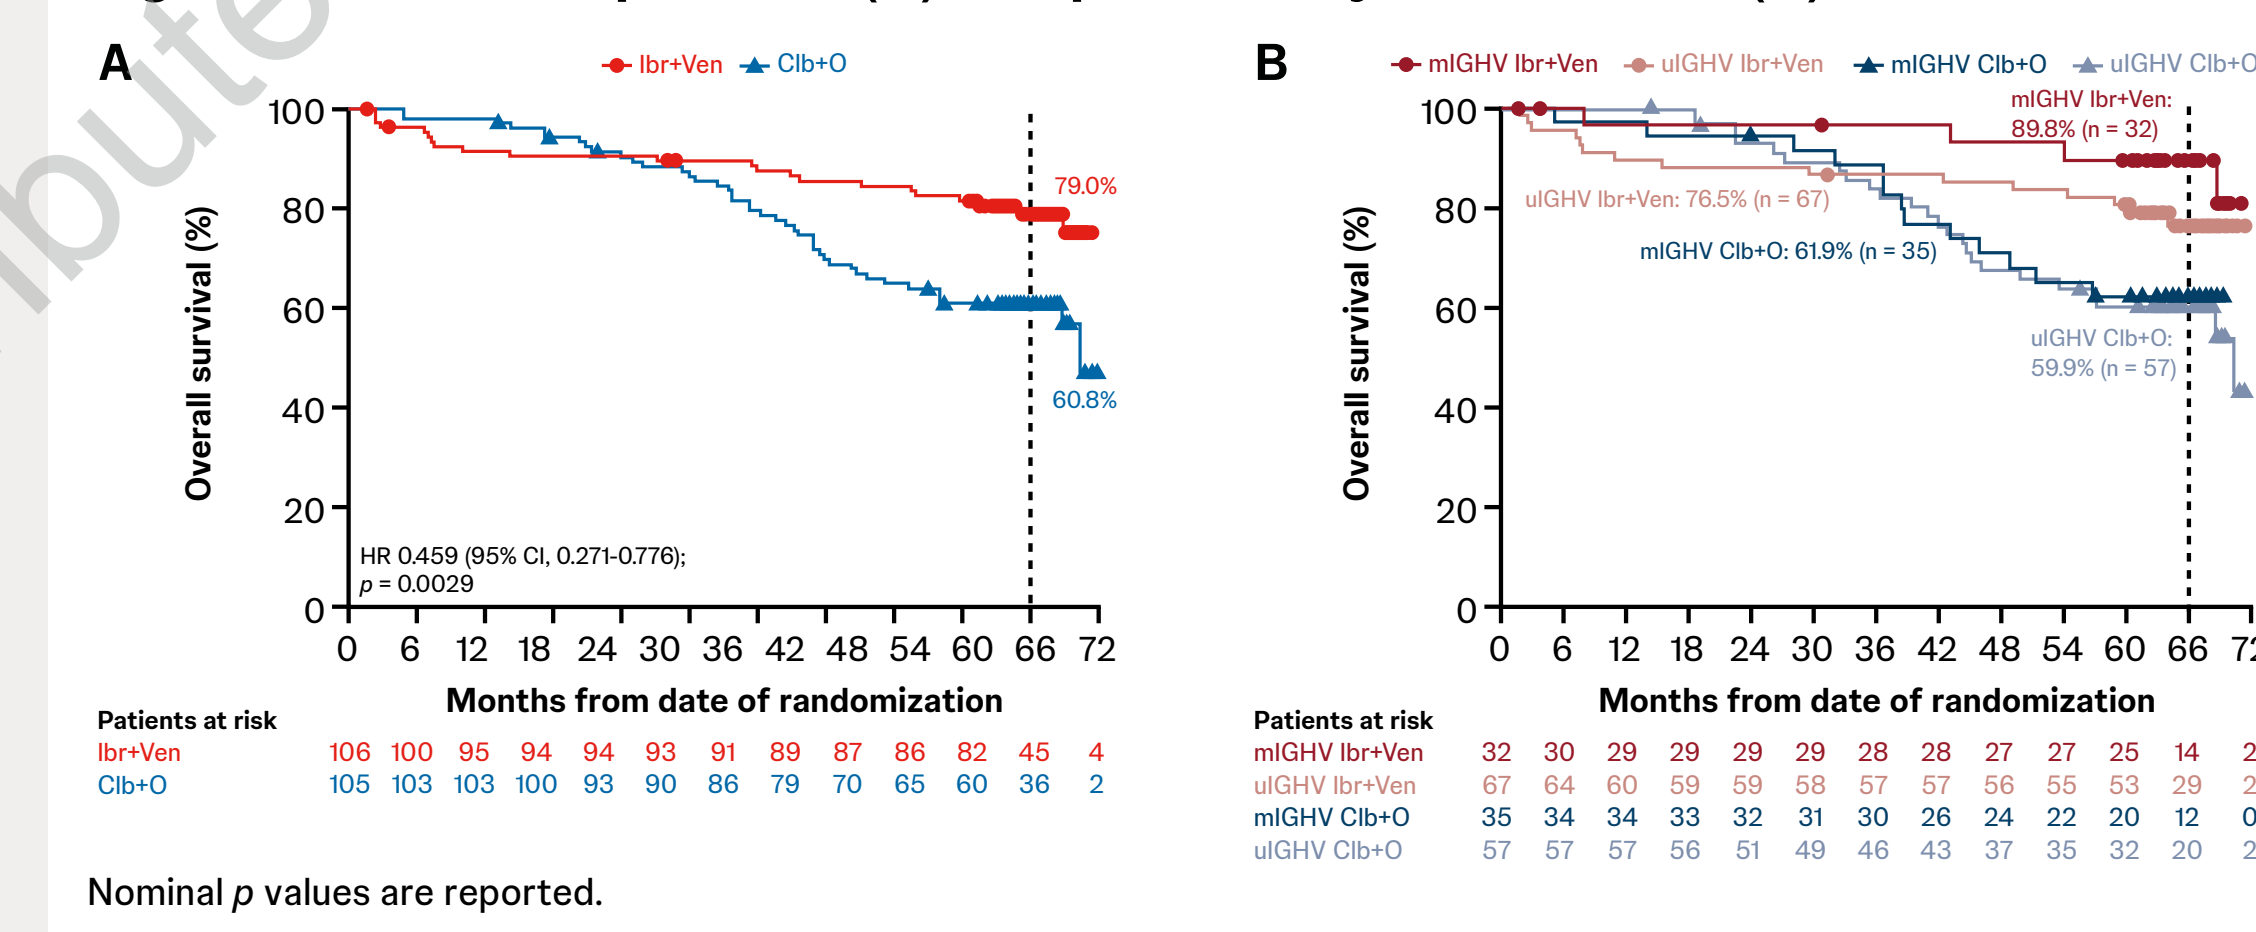 bute
A
Ibr+Ven Clb+O
100
80
60
40
20
0
Overall survival (%)
79.0%
60.8%
HR 0.459 (95% CI, 0.271-0.776);
p = 0.0029
0 6 12 18 24 30 36 42 48 54 60 66 72
Months from date of randomization
Patients at risk
Ibr+Ven 106 100 95 94 94 93 91 89 87 86 82 45 4
Clb+O 105 103 103 100 93 90 86 79 70 65 60 36 2
B
mIGHV Ibr+Ven uIGHV Ibr+Ven mIGHV Clb+O uIGHV Clb+O
100
80
60
40
20
0
Overall survival (%)
mIGHV Ibr+Ven:
89.8% (n = 32)
uIGHV Ibr+Ven: 76.5% (n = 67)
mIGHV Clb+O: 61.9% (n = 35)
uIGHV Clb+O:
59.9% (n = 57)
0 6 12 18 24 30 36 42 48 54 60 66 72
Months from date of randomization
Patients at risk
mIGHV Ibr+Ven 32 30 29 29 29 29 28 28 27 27 25 14 2
uIGHV Ibr+Ven 67 64 60 59 59 58 57 57 56 55 53 29 2
mIGHV Clb+O 35 34 34 33 32 31 30 26 24 22 20 12 0
uIGHV Clb+O 57 57 57 56 51 49 46 43 37 35 32 20 2
Nominal p values are reported.